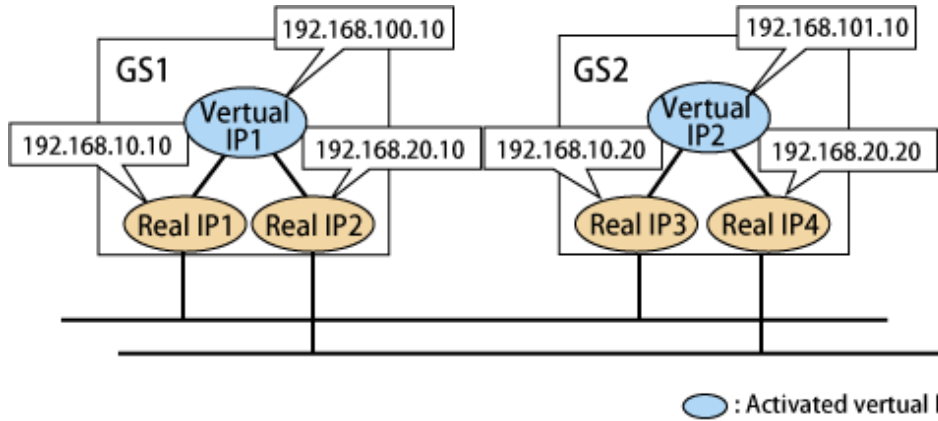 192.168.100.10
192.168.101.10
GS1
GS2
Vertual
IP1
Vertual
IP2
192.168.10.10
192.168.20.10
192.168.10.20
192.168.20.20
Real IP1
Real IP2
Real IP3
Real IP4
: Activated vertual I